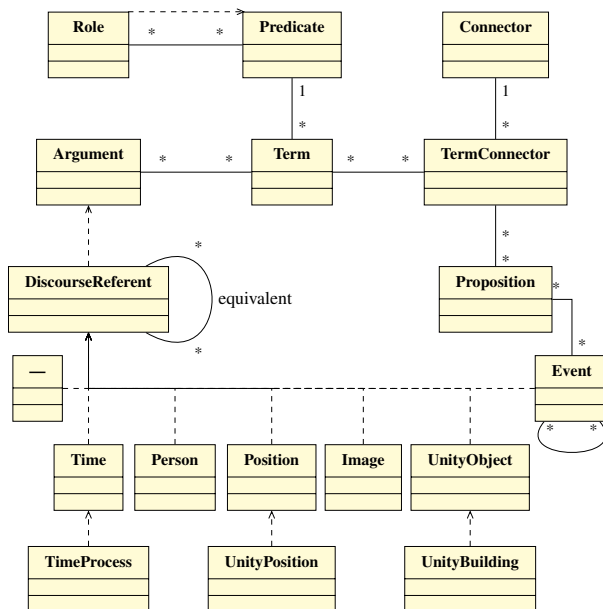 Role
Predicate
Connector
* *
1
1
*
*
Argument
Term
TermConnector
* *
* *
*
*
*
DiscourseReferent
equivalent
Proposition
*
*
*
—
Event
* *
Time
Person
Position
Image
UnityObject
TimeProcess
UnityPosition
UnityBuilding